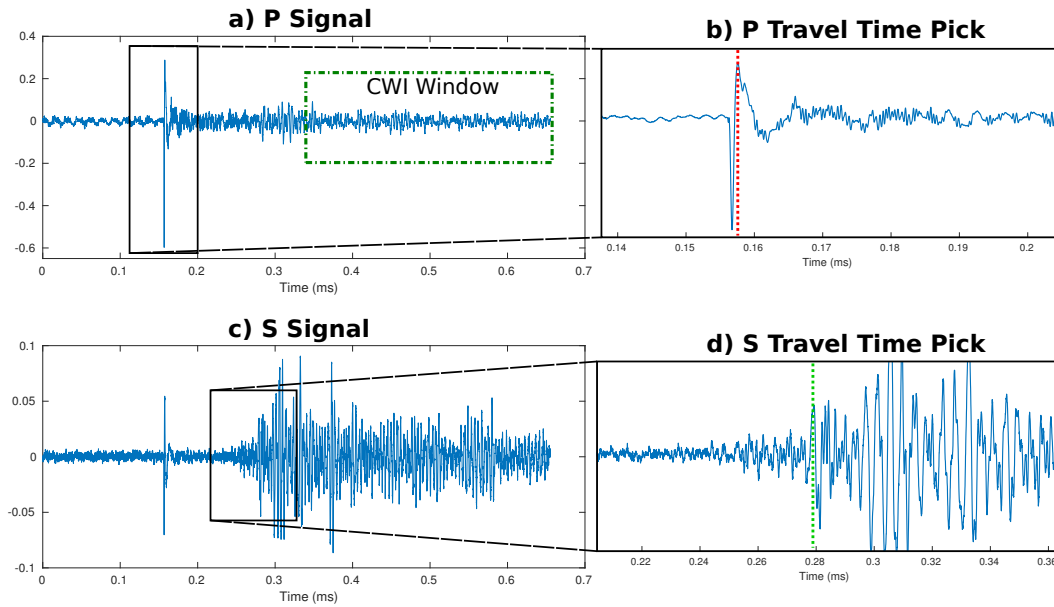 a) P Signal
b) P Travel Time Pick
CWI Window
0.4
0.2
0
-0.2
-0.4
-0.6
0 0.1 0.2 0.3 0.4 0.5 0.6 0.7
Time (ms)
0.14 0.15 0.16 0.17 0.18 0.19 0.2
Time (ms)
c) S Signal
d) S Travel Time Pick
0.1
0.05
0
-0.05
-0.1
0 0.1 0.2 0.3 0.4 0.5 0.6 0.7
Time (ms)
0.22 0.24 0.26 0.28 0.3 0.32 0.34 0.36
Time (ms)